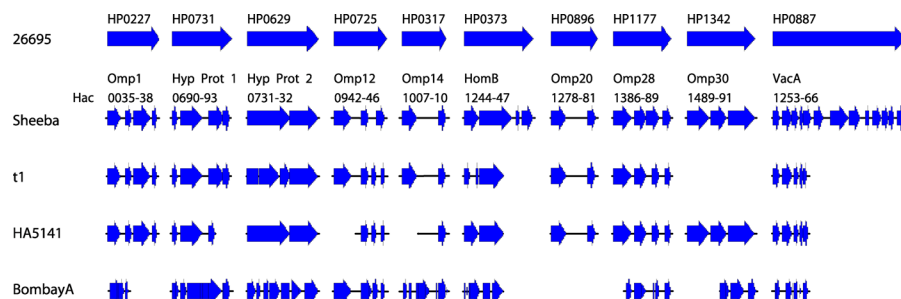 HP0227 HP0731 HP0629 HP0725 HP0317 HP0373 HP0896 HP1177 HP1342 HP0887
26695
Omp1 Hyp Prot 1 Hyp Prot 2 Omp12 Omp14 HomB Omp20 Omp28 Omp30 VacA
Hac 0035-38 0690-93 0731-32 0942-46 1007-10 1244-47 1278-81 1386-89 1489-91 1253-66
Sheeba
t1
HA5141
BombayA